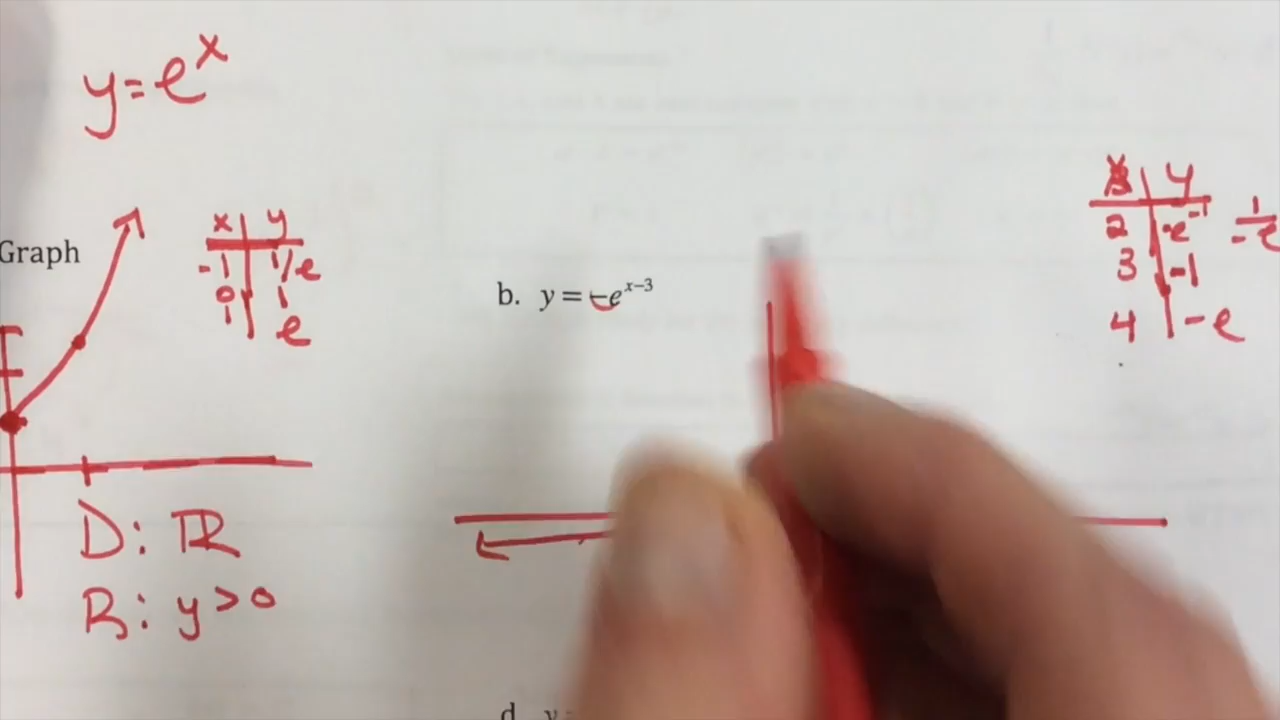 y=e^x
Graph
x y
-1 1/e
0 1
1 e
D: ℝ
R: y>0
b. y = −e^{x−3}
x y
2 -e^{-1} 1/-e
3 -1
4 -e
d. y